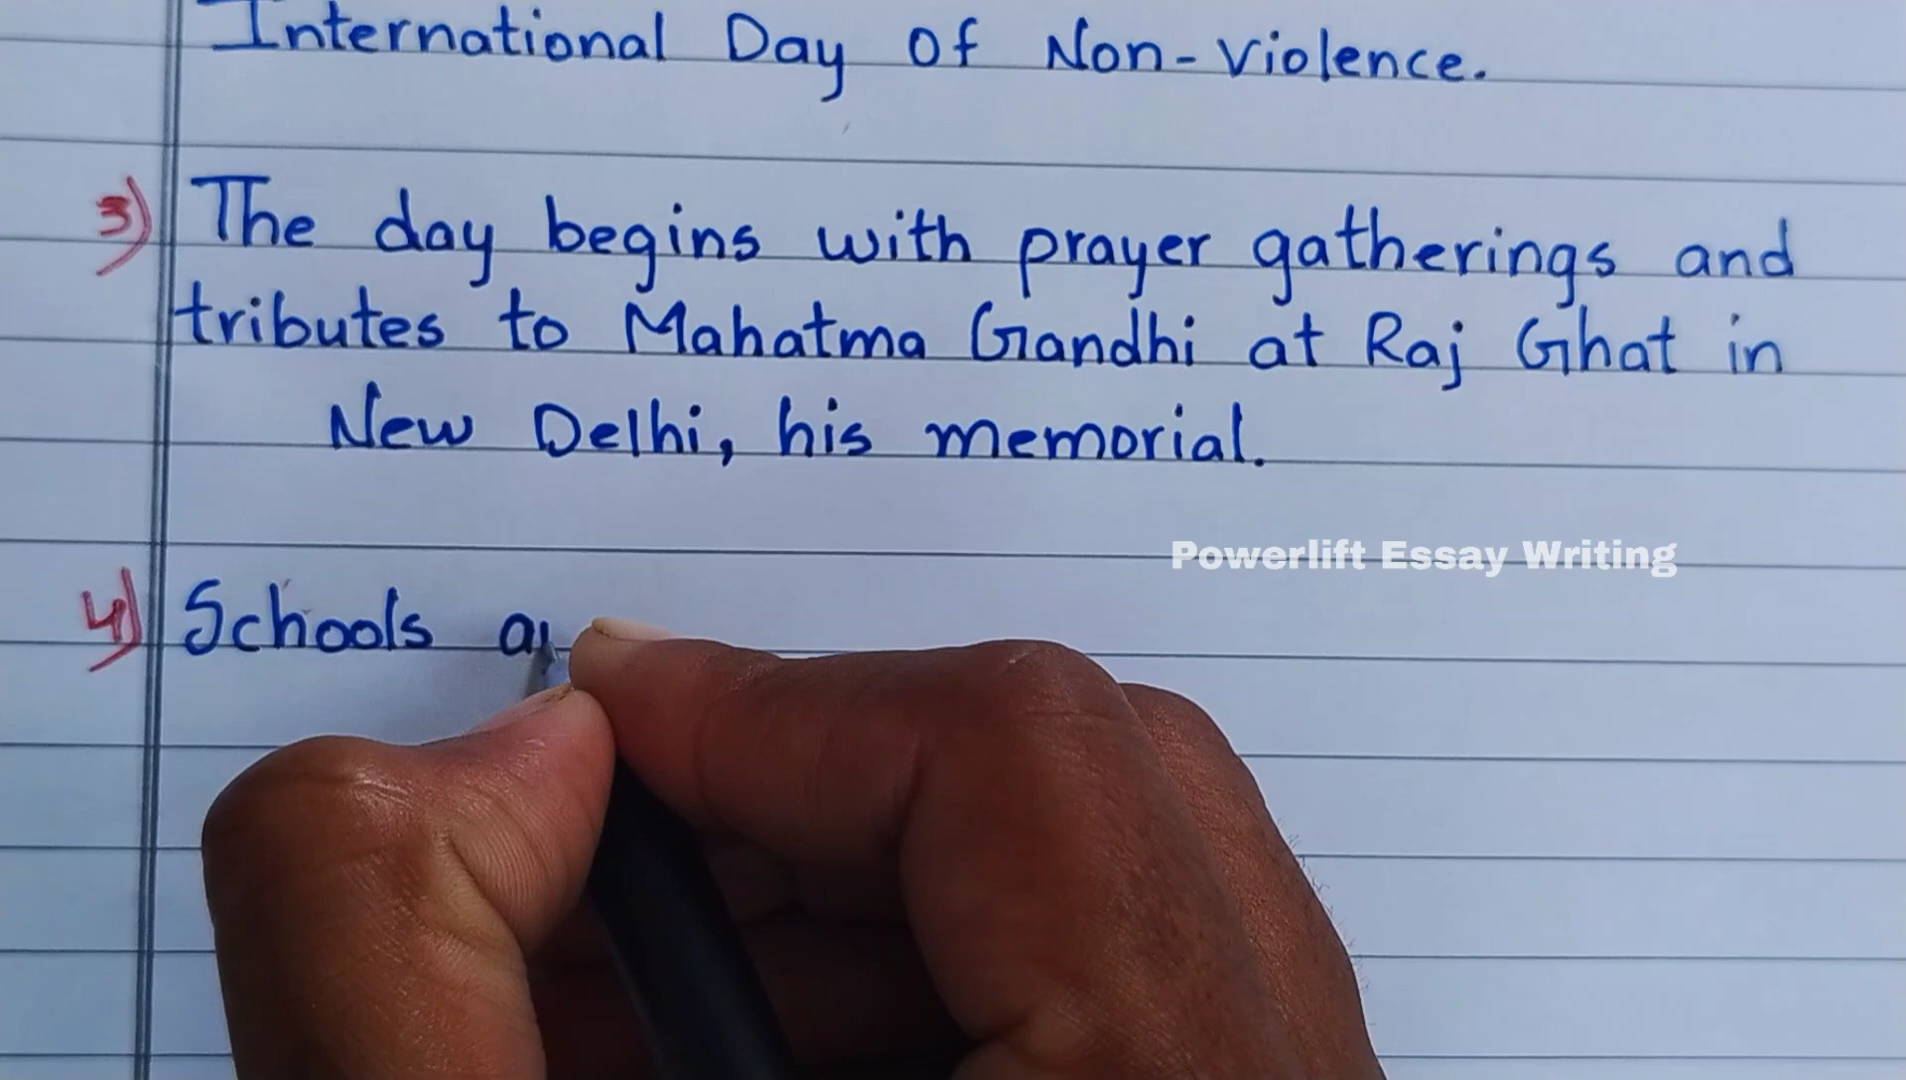 International Day Of Non-violence.
3) The day begins with prayer gatherings and
tributes to Mahatma Gandhi at Raj Ghat in
New Delhi, his memorial.
Powerlift Essay Writing
4) Schools